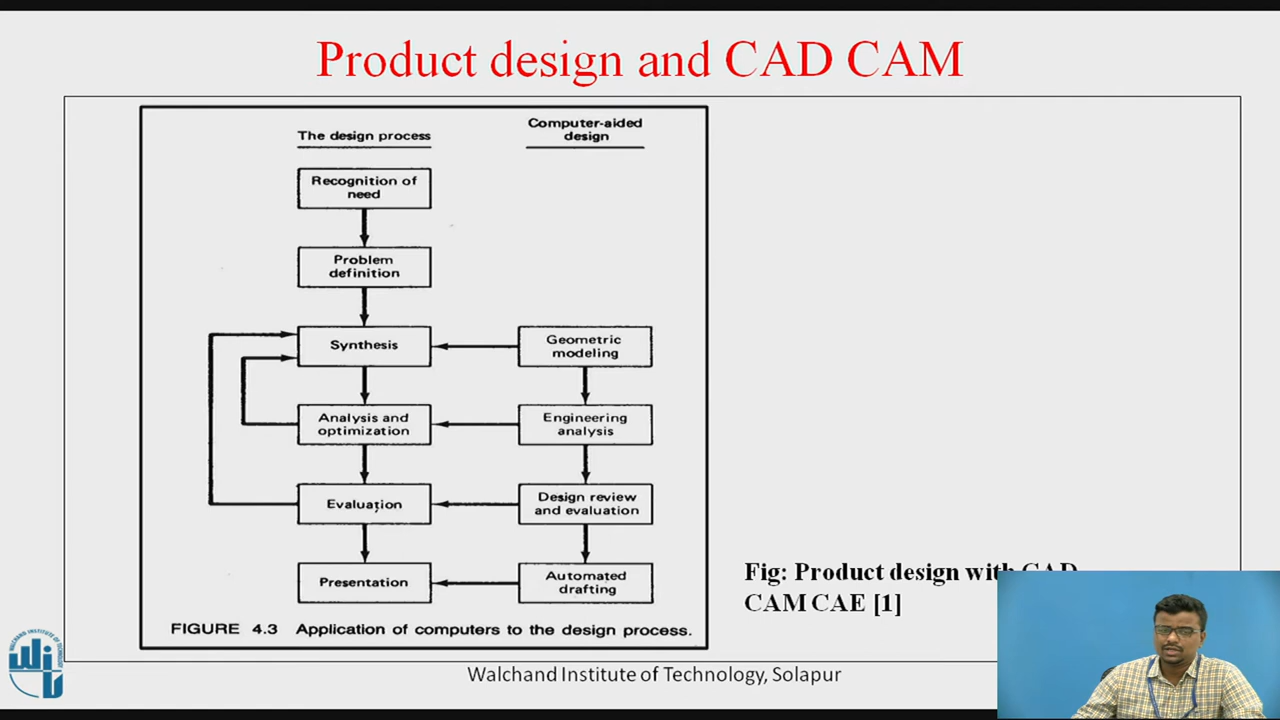 Product design and CAD CAM
The design process
Computer-aided
design
Recognition of
need
Problem
definition
Synthesis
Geometric
modeling
Analysis and
optimization
Engineering
analysis
Evaluation
Design review
and evaluation
Presentation
Automated
drafting
FIGURE 4.3 Application of computers to the design process.
Fig: Product design with CAD
CAM CAE [1]
Walchand Institute of Technology, Solapur